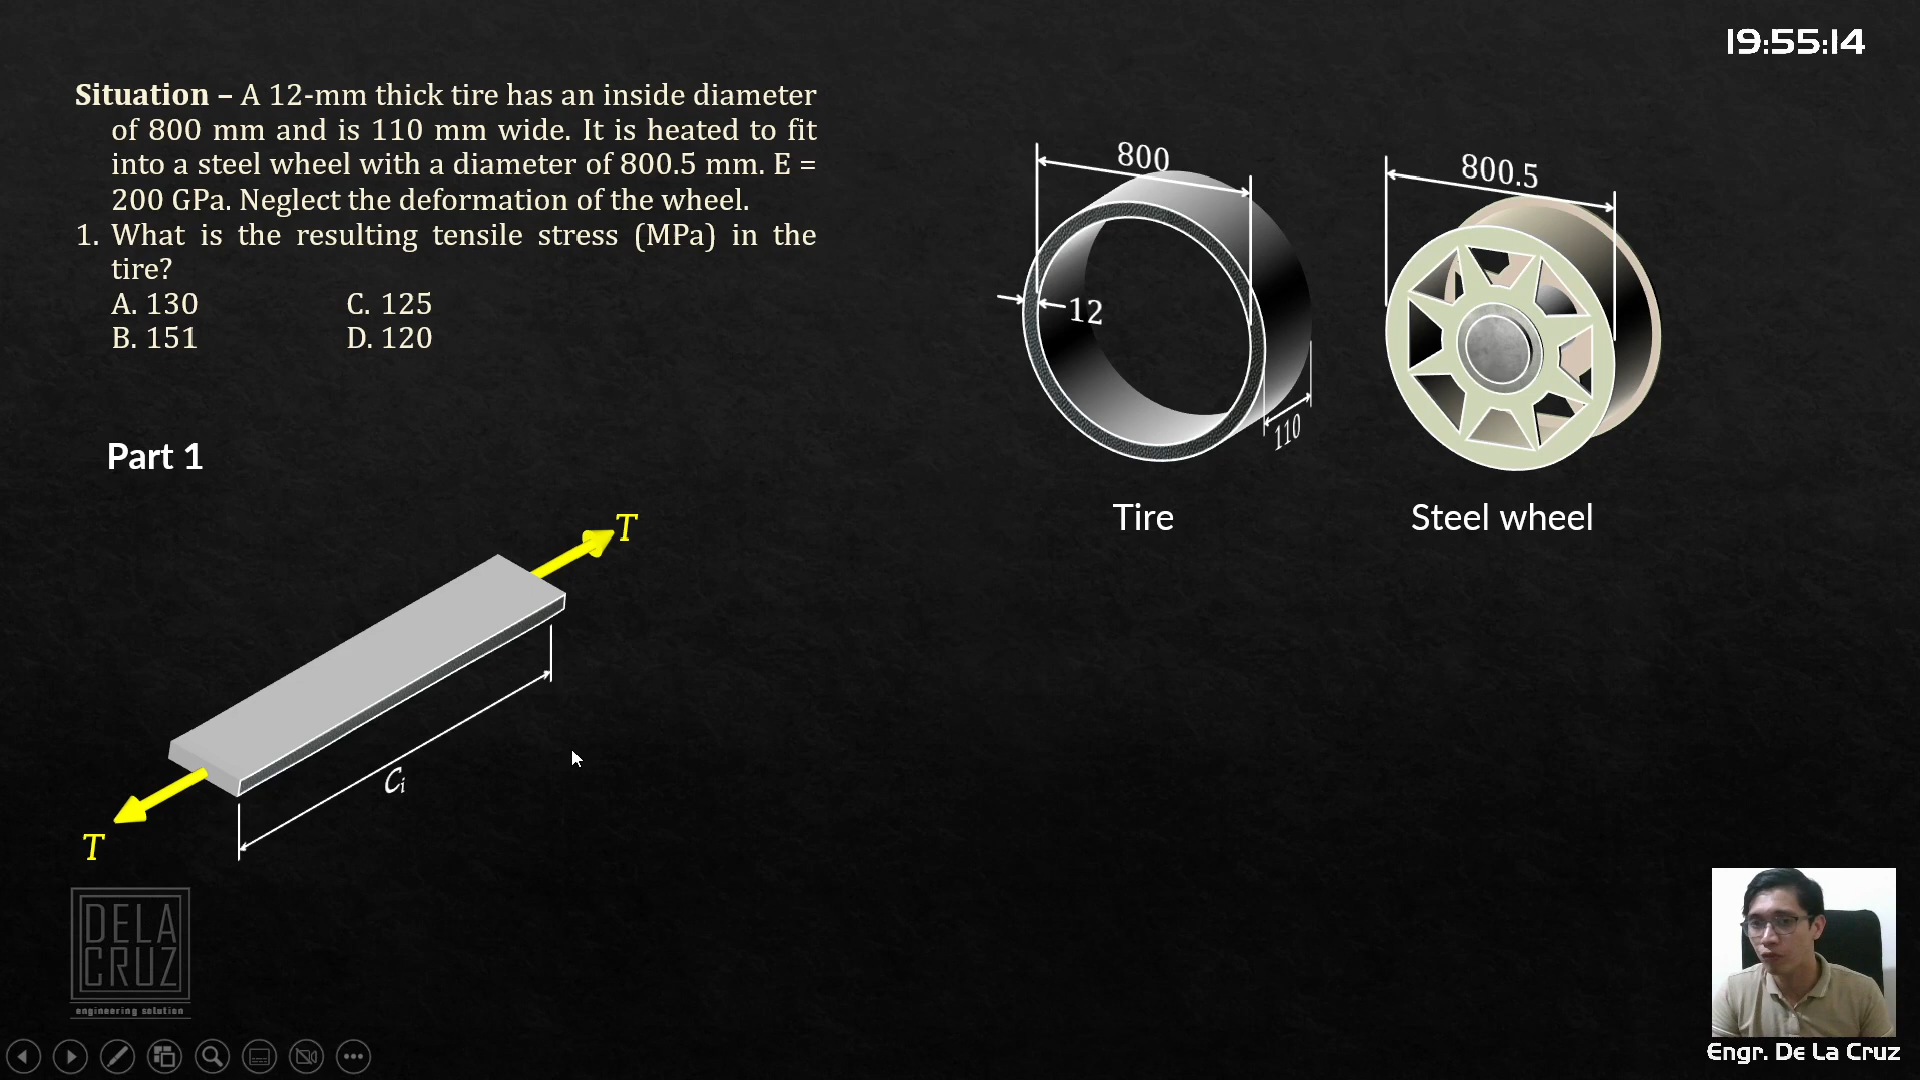 19:55:14
Situation – A 12-mm thick tire has an inside diameter
of 800 mm and is 110 mm wide. It is heated to fit
into a steel wheel with a diameter of 800.5 mm. E =
200 GPa. Neglect the deformation of the wheel.
1. What is the resulting tensile stress (MPa) in the
tire?
A. 130 C. 125
B. 151 D. 120
800
12
110
Tire
800.5
Steel wheel
Part 1
T
Ci
T
DELA
CRUZ
engineering solution
Engr. De La Cruz